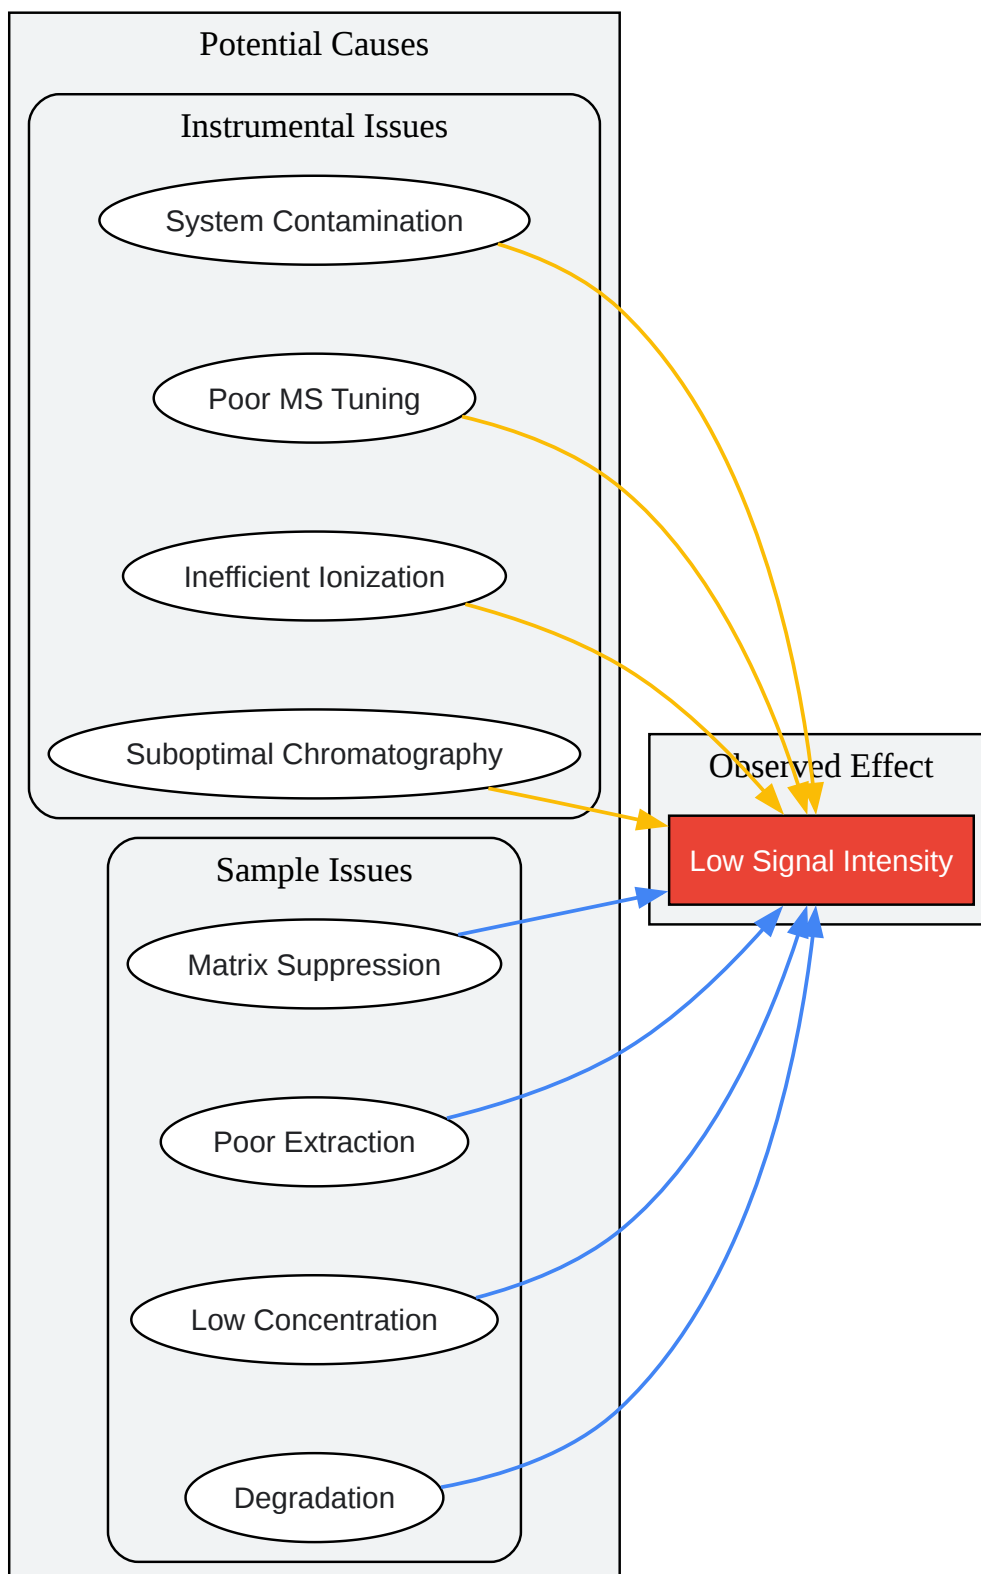 Potential Causes
Instrumental Issues
System Contamination
Poor MS Tuning
Inefficient Ionization
Suboptimal Chromatography
Observed Effect
Low Signal Intensity
Sample Issues
Matrix Suppression
Poor Extraction
Low Concentration
Degradation